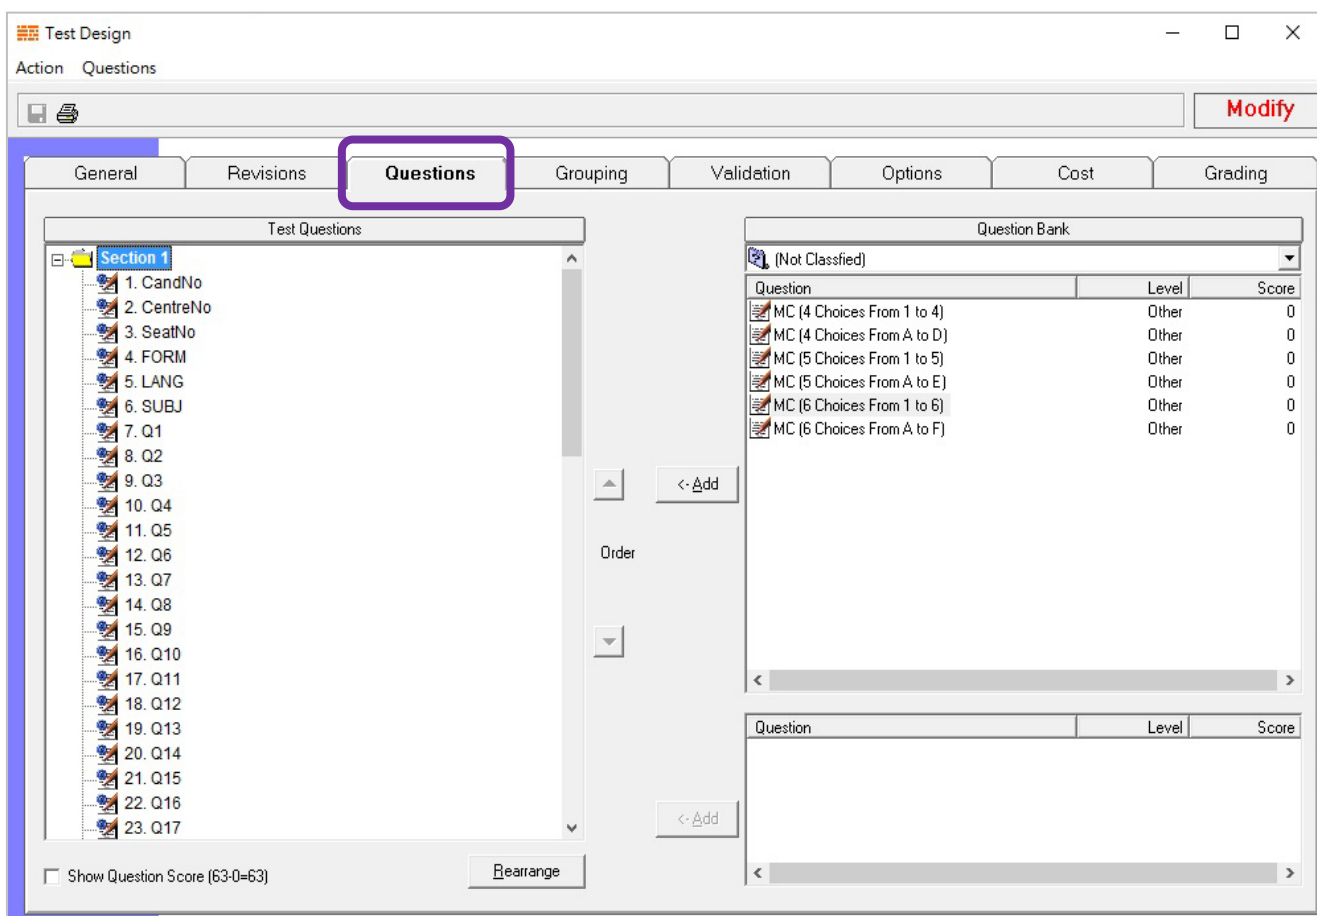 Test Design
Action Questions
Modify
General Revisions Questions Grouping Validation Options Cost Grading
Test Questions
Section 1
1. CandNo
2. CentreNo
3. SeatNo
4. FORM
5. LANG
6. SUBJ
7. Q1
8. Q2
9. Q3
10. Q4
11. Q5
12. Q6
13. Q7
14. Q8
15. Q9
16. Q10
17. Q11
18. Q12
19. Q13
20. Q14
21. Q15
22. Q16
23. Q17
Show Question Score (63-0=63)
Rearrange
<- Add
Order
<- Add
Question Bank
(Not Classfied)
Question Level Score
MC (4 Choices From 1 to 4) Other 0
MC (4 Choices From A to D) Other 0
MC (5 Choices From 1 to 5) Other 0
MC (5 Choices From A to E) Other 0
MC (6 Choices From 1 to 6) Other 0
MC (6 Choices From A to F) Other 0
Question Level Score